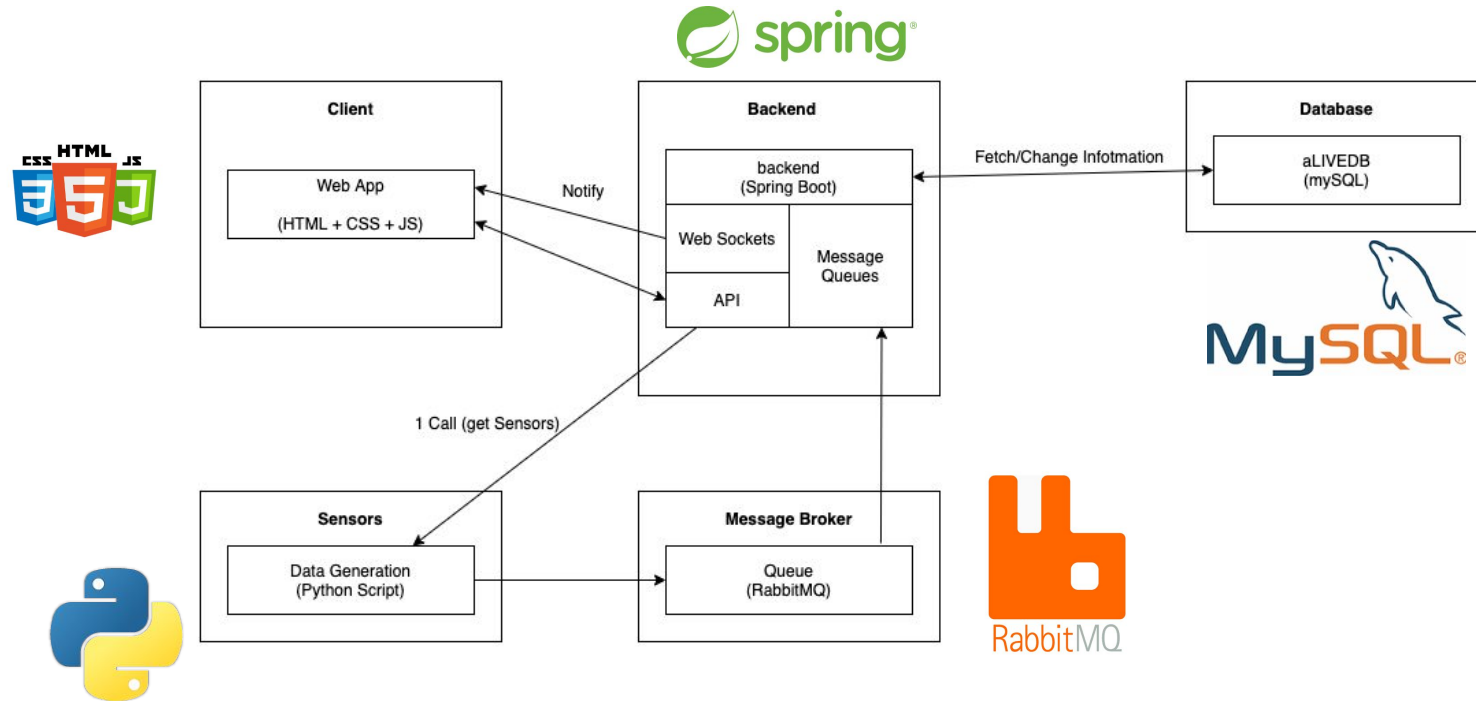 spring®
Client
Backend
Database
CSS HTML JS
Web App
(HTML + CSS + JS)
Notify
backend
(Spring Boot)
Web Sockets
API
Message
Queues
Fetch/Change Infotmation
aLIVEDB
(mySQL)
MySQL®
1 Call (get Sensors)
Sensors
Data Generation
(Python Script)
Message Broker
Queue
(RabbitMQ)
RabbitMQ